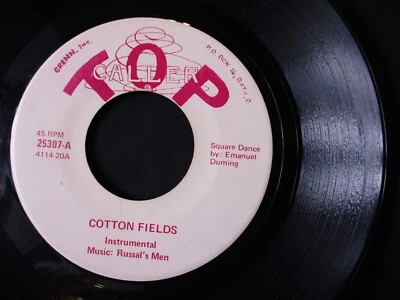 GRENN, Inc.
P.O. BOX 16, BATH, O
TOP
CALLER
45 RPM
25307-A
4114-20A
Square Dance
by: Emanuel
Duming
COTTON FIELDS
Instrumental
Music: Russal's Men